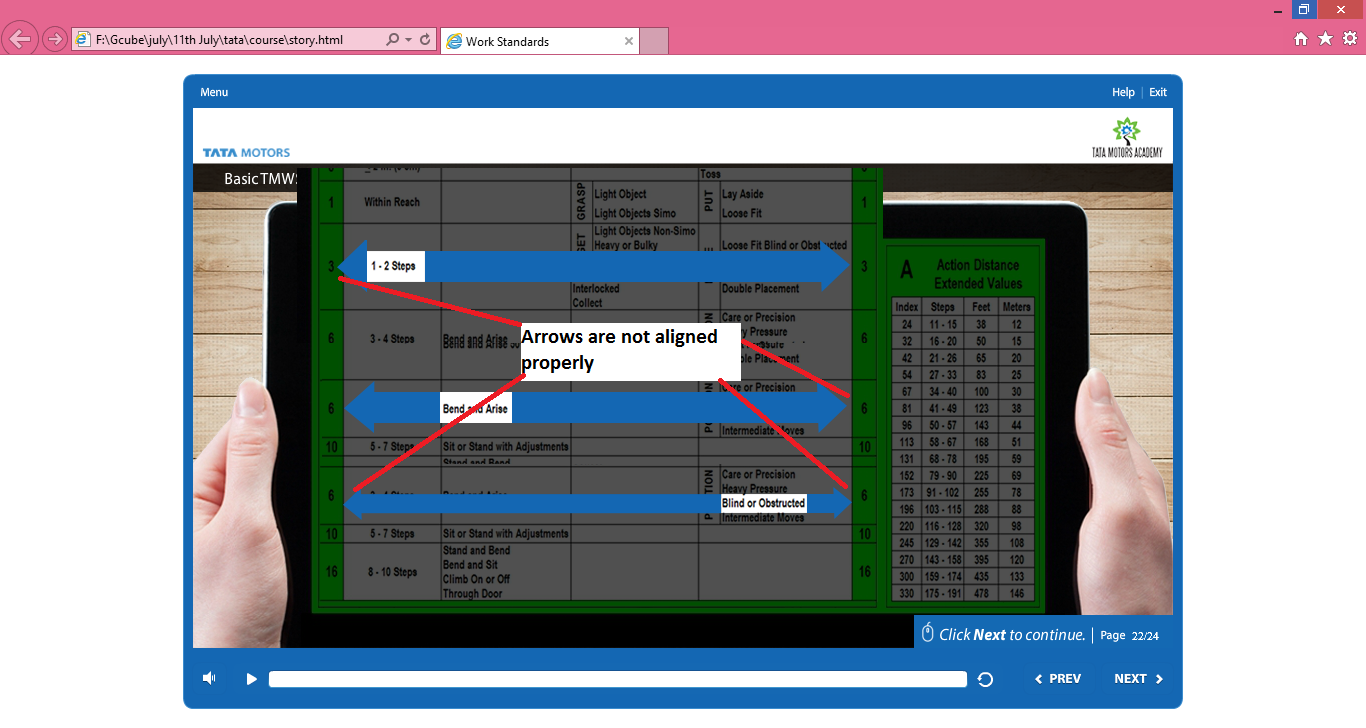 F:\Gcube\july\11th July\tata\course\story.html
Work Standards
Menu
Help | Exit
TATA MOTORS
TATA MOTORS ACADEMY
Basic TMWS
Toss
1 Within Reach GRASP Light Object PUT Lay Aside 1
Light Objects Simo Loose Fit
Light Objects Non-Simo
Heavy or Bulky Loose Fit Blind or Obstructed
3 1 - 2 Steps 3
Interlocked Double Placement
Collect
Care or Precision
6 3 - 4 Steps Bend and Arise 6
Arrows are not aligned
properly
Care or Precision
6 Bend and Arise 6
Intermediate Moves
10 5 - 7 Steps Sit or Stand with Adjustments 10
Stand and Bend
Care or Precision
Heavy Pressure
6 Blind or Obstructed 6
Intermediate Moves
10 5 - 7 Steps Sit or Stand with Adjustments 10
16 8 - 10 Steps Stand and Bend 16
Bend and Sit
Climb On or Off
Through Door
A Action Distance
Extended Values
Index Steps Feet Meters
24 11 - 15 38 12
32 16 - 20 50 15
42 21 - 26 65 20
54 27 - 33 83 25
67 34 - 40 100 30
81 41 - 49 123 38
96 50 - 57 143 44
113 58 - 67 168 51
131 68 - 78 195 59
152 79 - 90 225 69
173 91 - 102 255 78
196 103 - 115 288 88
220 116 - 128 320 98
245 129 - 142 355 108
270 143 - 158 395 120
300 159 - 174 435 133
330 175 - 191 478 146
Click Next to continue. | Page 22/24
PREV NEXT